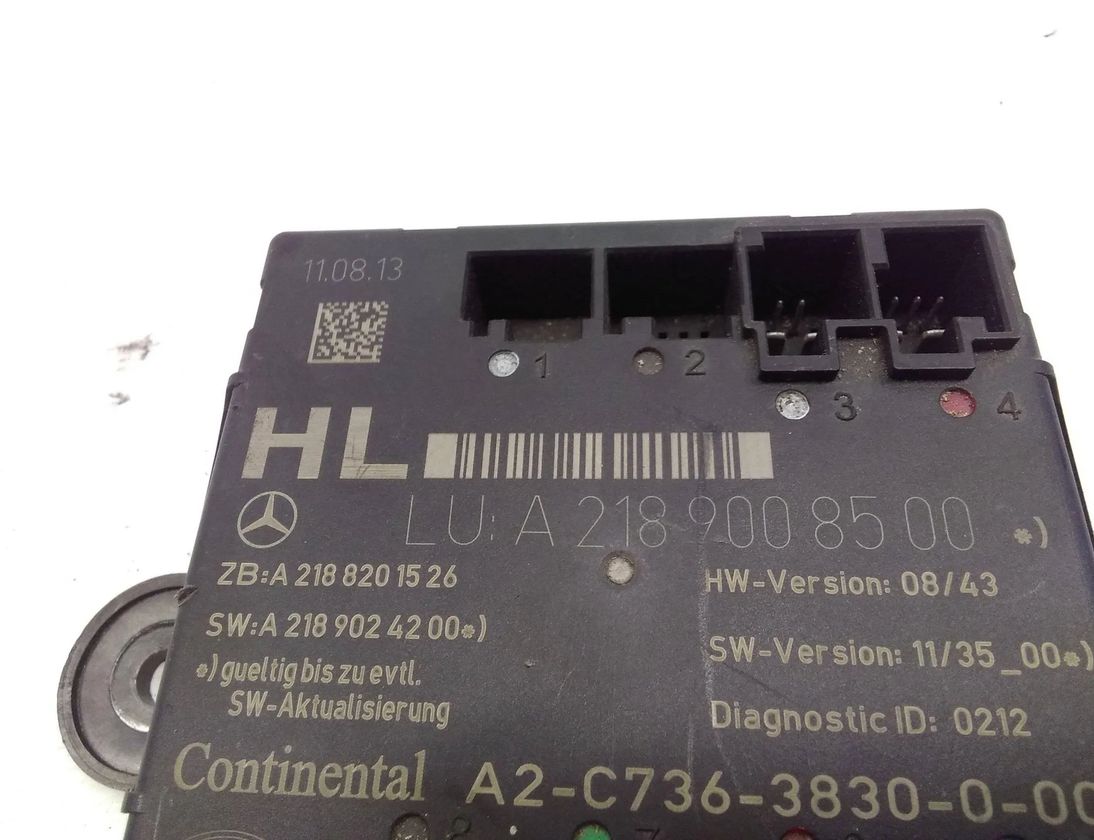 11.08.13
1
2
3
4
HL
LU: A 218 900 85 00 *)
ZB:A 218 820 15 26
HW-Version: 08/43
SW:A 218 902 42 00*)
SW-Version: 11/35_00*)
*) gueltig bis zu evtl.
SW-Aktualisierung
Diagnostic ID: 0212
Continental
A2-C736-3830-0-00